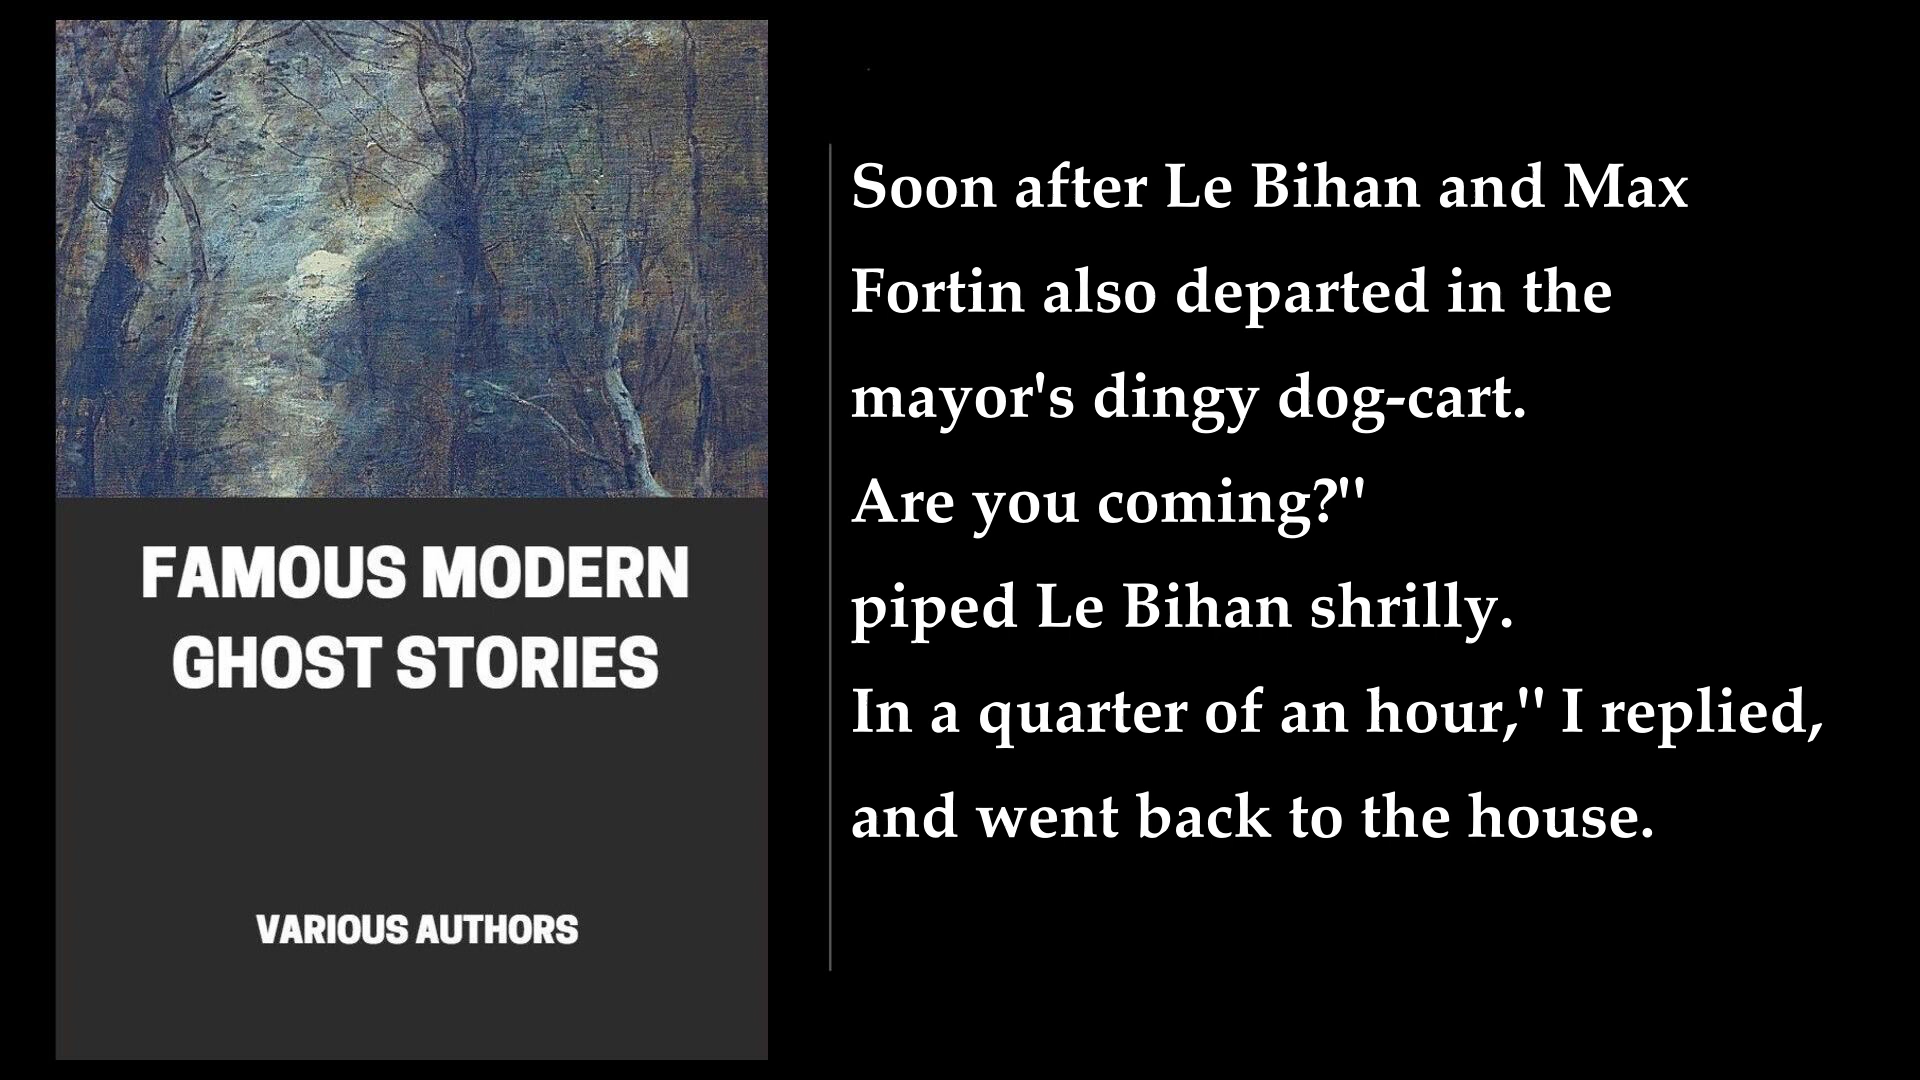 FAMOUS MODERN
GHOST STORIES
VARIOUS AUTHORS
Soon after Le Bihan and Max
Fortin also departed in the
mayor's dingy dog-cart.
Are you coming?"
piped Le Bihan shrilly.
In a quarter of an hour," I replied,
and went back to the house.